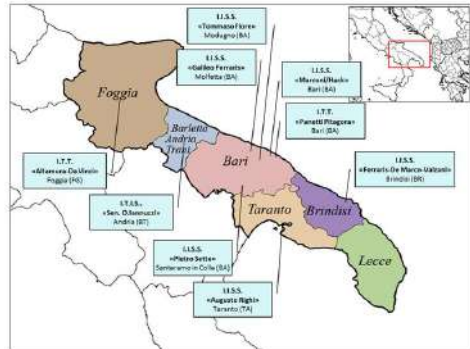 I.I.S.S.
«Tommaso Fiore»
Modugno (BA)
I.I.S.S.
«Galileo Ferraris»
Molfetta (BA)
I.I.S.S.
«Marconi/Hack»
Bari (BA)
I.T.T.
«Panetti Pitagora»
Bari (BA)
Foggia
Barletta
Andria
Trani
Bari
I.T.T.
«Altamura-Da Vinci»
Foggia (FG)
I.I.S.S.
«Ferraris-De Marco-Valzani»
Brindisi (BR)
I.T.I.S.
«Sen. O.Jannuzzi»
Andria (BT)
Taranto
Brindisi
Lecce
I.I.S.S.
«Pietro Sette»
Santeramo in Colle (BA)
I.I.S.S.
«Augusto Righi»
Taranto (TA)